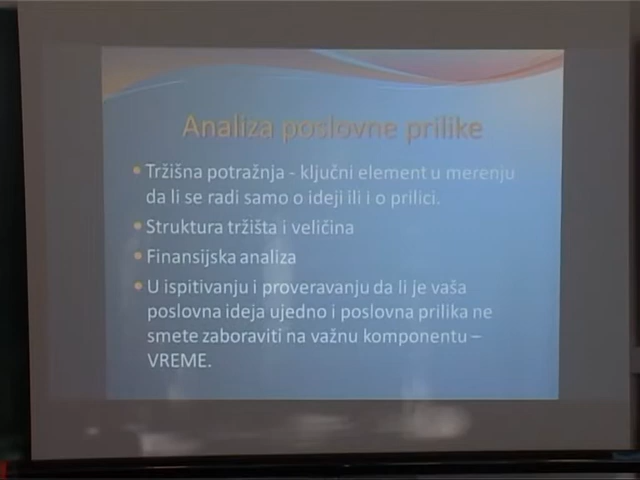 Analiza poslovne prilike
• Tržišna potražnja - ključni element u merenju
da li se radi samo o ideji ili i o prilici.
• Struktura tržišta i veličina
• Finansijska analiza
• U ispitivanju i proveravanju da li je vaša
poslovna ideja ujedno i poslovna prilika ne
smete zaboraviti na važnu komponentu –
VREME.